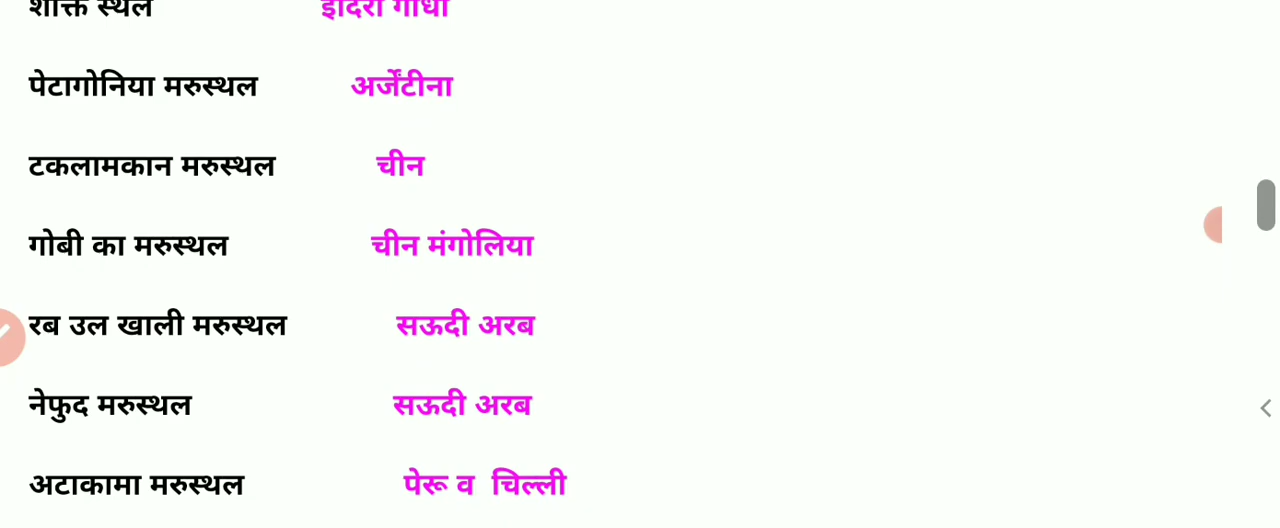 शक्ति स्थल इंदिरा गांधी
पेटागोनिया मरुस्थल अर्जेंटीना
टकलामकान मरुस्थल चीन
गोबी का मरुस्थल चीन मंगोलिया
रब उल खाली मरुस्थल सऊदी अरब
नेफुद मरुस्थल सऊदी अरब
अटाकामा मरुस्थल पेरू व चिल्ली